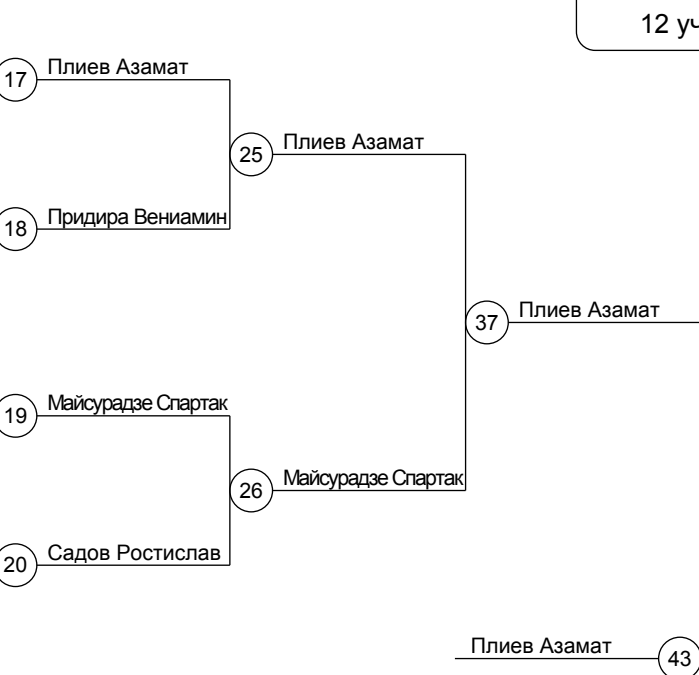 12 уч
17 Плиев Азамат
25 Плиев Азамат
18 Придира Вениамин
37 Плиев Азамат
19 Майсурадзе Спартак
26 Майсурадзе Спартак
20 Садов Ростислав
Плиев Азамат 43